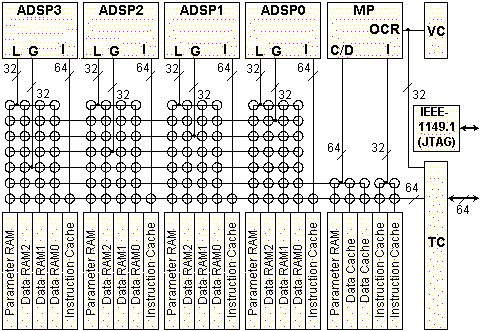 ADSP3 ADSP2 ADSP1 ADSP0 MP VC
OCR
L G I L G I L G I L G I C/D I
32 64 32 64 32 64 32 64
32 32 32 32 32
IEEE-
1149.1
(JTAG)
64 32
64 64
TC
Parameter RAM
Data RAM2
Data RAM1
Data RAM0
Instruction Cache
Parameter RAM
Data RAM2
Data RAM1
Data RAM0
Instruction Cache
Parameter RAM
Data RAM2
Data RAM1
Data RAM0
Instruction Cache
Parameter RAM
Data RAM2
Data RAM1
Data RAM0
Instruction Cache
Parameter RAM
Data Cache
Data Cache
Instruction Cache
Instruction Cache